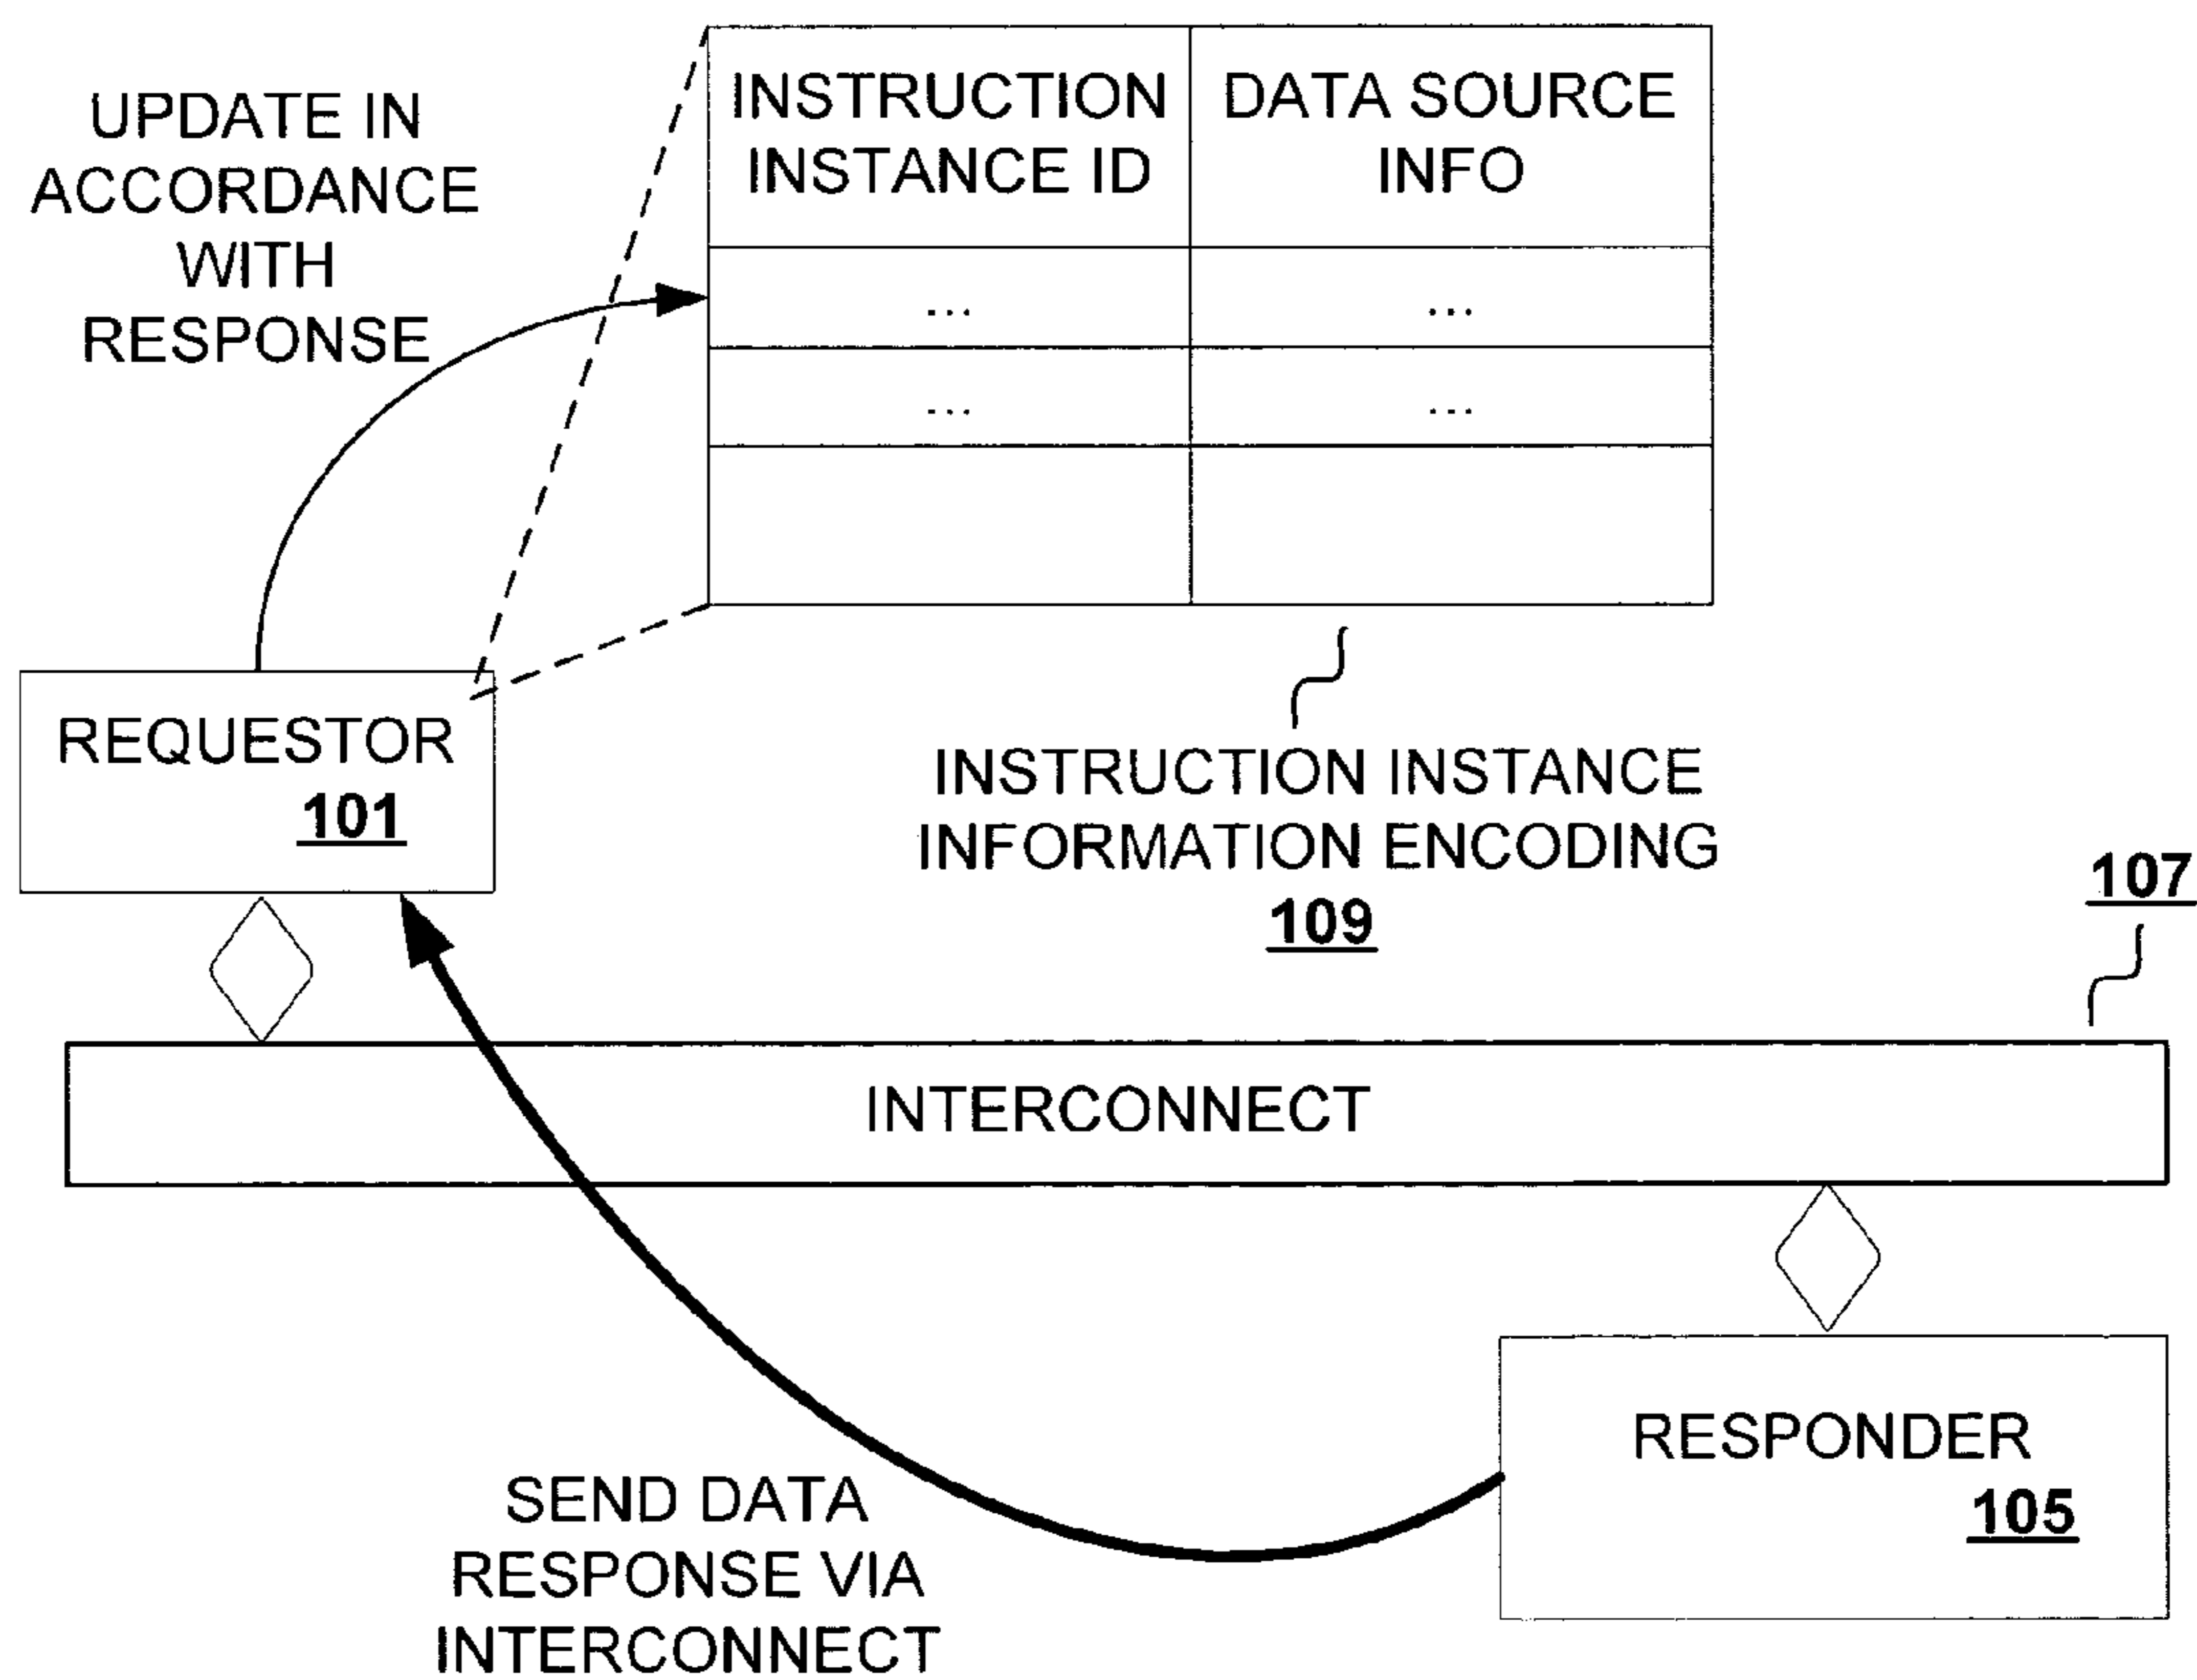 UPDATE IN
ACCORDANCE
WITH
RESPONSE
INSTRUCTION
INSTANCE ID
DATA SOURCE
INFO
... ...
... ...
REQUESTOR
101
INSTRUCTION INSTANCE
INFORMATION ENCODING
109
107
INTERCONNECT
RESPONDER
105
SEND DATA
RESPONSE VIA
INTERCONNECT